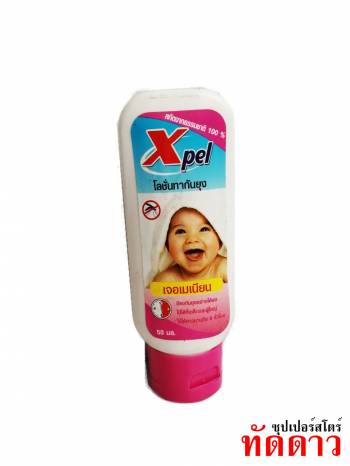 สกัดจากธรรมชาติ 100 %
Xpel
โลชั่นทากันยุง
เจอเมเนียน
55 มล.
ซุปเปอร์สโตร์
ทัดดาว